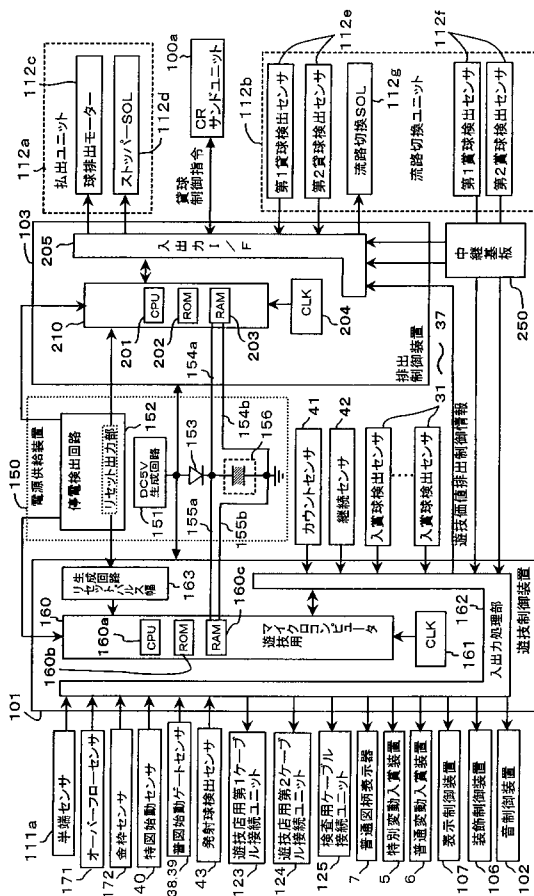 112a
払出ユニット
球排出モーター
112c
ストッパーSOL
112d
CR
サンドユニット
100a
貸球
制御指令
112b
第1貸球検出センサ
第2貸球検出センサ
112e
流路切換SOL
112g
流路切換ユニット
第1賞球検出センサ
第2賞球検出センサ
112f
103
205
入出力 I / F
210
CPU
ROM
RAM
201
202
203
CLK
204
排出
制御装置
中継基板
250
150
電源供給装置
停電検出回路
リセット出力部
152
DC5V
生成回路
151
153
154a
154b
155a
155b
156
カウントセンサ
41
継続センサ
42
入賞球検出センサ
入賞球検出センサ
31 〜 37
遊技価値排出制御情報
101
160
160a
160b
160c
CPU
ROM
RAM
遊技用
マイクロコンピュータ
リセットパルス幅
生成回路
163
CLK
161
162
入出力処理部
遊技制御装置
111a
半端センサ
171
オーバーフローセンサ
172
金枠センサ
40
特図始動センサ
38,39
普図始動ゲートセンサ
43
発射球検出センサ
123
遊技店用第1ケーブル接続ユニット
124
遊技店用第2ケーブル接続ユニット
125
検査用ケーブル接続ユニット
7
普通図柄表示器
5
特別変動入賞装置
6
普通変動入賞装置
107
表示制御装置
106
装飾制御装置
102
音制御装置